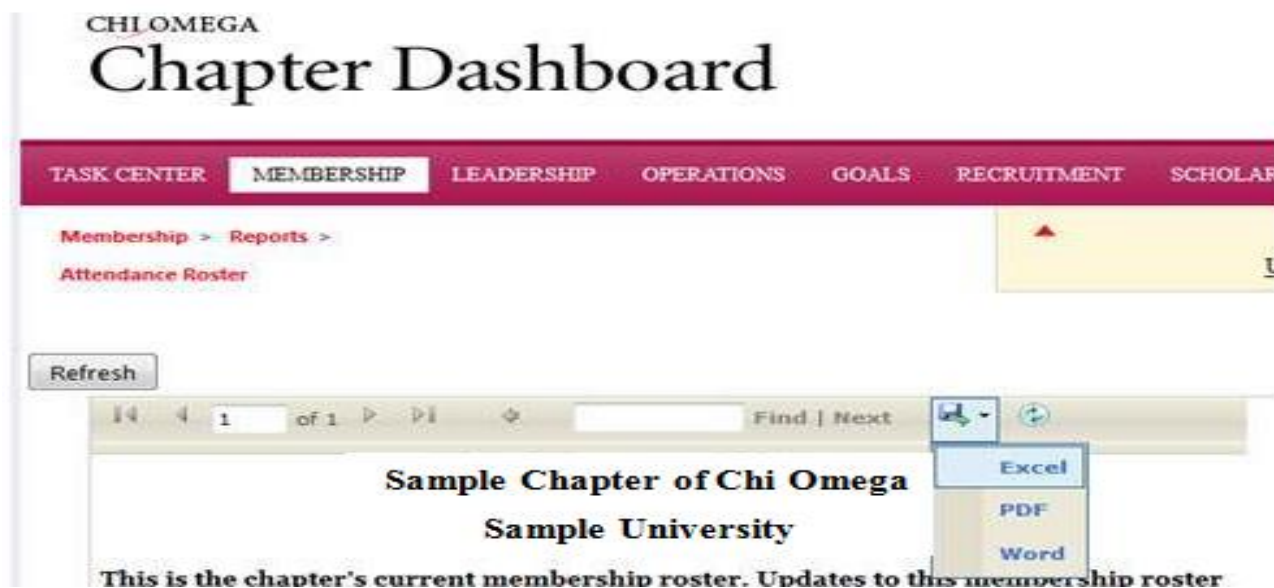 CHI OMEGA
Chapter Dashboard
TASK CENTER MEMBERSHIP LEADERSHIP OPERATIONS GOALS RECRUITMENT SCHOLAR
Membership > Reports >
Attendance Roster
U
Refresh
1 of 1 Find | Next
Excel
Sample Chapter of Chi Omega
PDF
Sample University
Word
This is the chapter's current membership roster. Updates to this membership roster